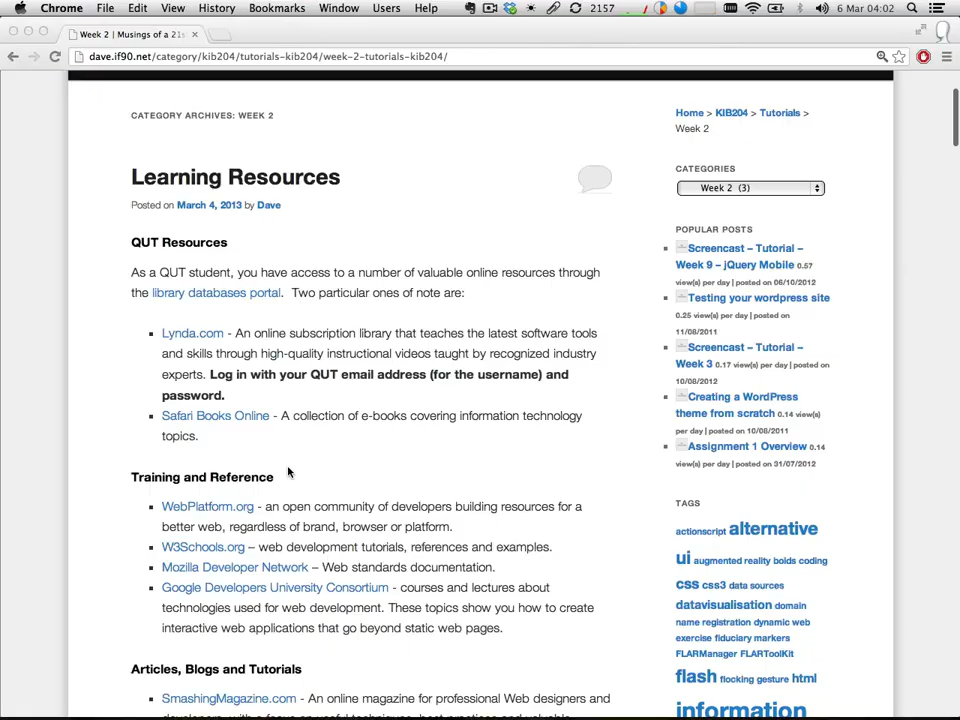 Chrome File Edit View History Bookmarks Window Users Help 2157 6 Mar 04:02
Week 2 | Musings of a 21s
dave.if90.net/category/kib204/tutorials-kib204/week-2-tutorials-kib204/
CATEGORY ARCHIVES: WEEK 2
Learning Resources
Posted on March 4, 2013 by Dave
QUT Resources
As a QUT student, you have access to a number of valuable online resources through
the library databases portal. Two particular ones of note are:
Lynda.com - An online subscription library that teaches the latest software tools
and skills through high-quality instructional videos taught by recognized industry
experts. Log in with your QUT email address (for the username) and
password.
Safari Books Online - A collection of e-books covering information technology
topics.
Training and Reference
WebPlatform.org - an open community of developers building resources for a
better web, regardless of brand, browser or platform.
W3Schools.org – web development tutorials, references and examples.
Mozilla Developer Network – Web standards documentation.
Google Developers University Consortium - courses and lectures about
technologies used for web development. These topics show you how to create
interactive web applications that go beyond static web pages.
Articles, Blogs and Tutorials
SmashingMagazine.com - An online magazine for professional Web designers and
Home > KIB204 > Tutorials >
Week 2
CATEGORIES
Week 2 (3)
POPULAR POSTS
Screencast – Tutorial –
Week 9 – jQuery Mobile 0.57
view(s) per day | posted on 06/10/2012
Testing your wordpress site
0.25 view(s) per day | posted on
11/08/2011
Screencast – Tutorial –
Week 3 0.17 view(s) per day | posted on
10/08/2012
Creating a WordPress
theme from scratch 0.14 view(s)
per day | posted on 10/08/2011
Assignment 1 Overview 0.14
view(s) per day | posted on 31/07/2012
TAGS
actionscript alternative
ui augmented reality boids coding
css css3 data sources
datavisualisation domain
name registration dynamic web
exercise fiduciary markers
FLARManager FLARToolKit
flash flocking gesture html
information